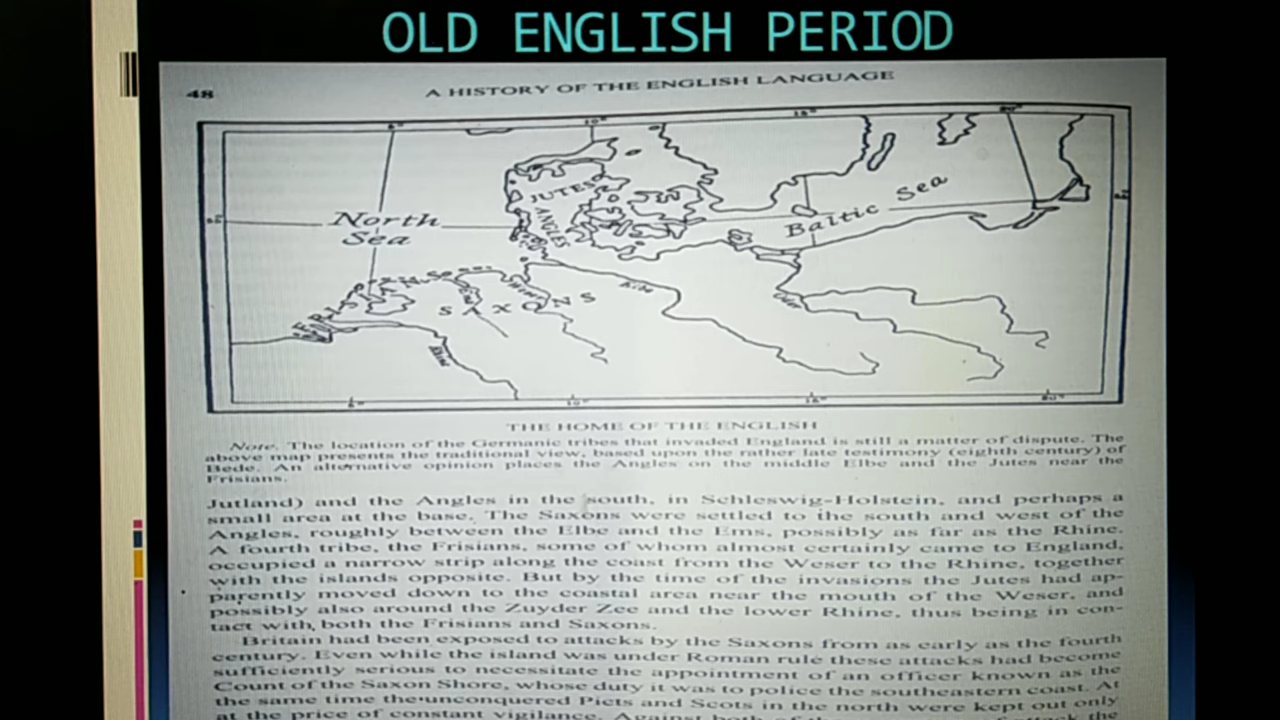 OLD ENGLISH PERIOD
48
A HISTORY OF THE ENGLISH LANGUAGE
North
Sea
JUTES
ANGLES
Baltic Sea
FRISIANS
SAXONS
Elbe
Oder
Rhine
THE HOME OF THE ENGLISH
Note. The location of the Germanic tribes that invaded England is still a matter of dispute. The
above map presents the traditional view, based upon the rather late testimony (eighth century) of
Bede. An alternative opinion places the Angles on the middle Elbe and the Jutes near the
Frisians.
Jutland) and the Angles in the south, in Schleswig-Holstein, and perhaps a
small area at the base. The Saxons were settled to the south and west of the
Angles, roughly between the Elbe and the Ems, possibly as far as the Rhine.
A fourth tribe, the Frisians, some of whom almost certainly came to England,
occupied a narrow strip along the coast from the Weser to the Rhine, together
with the islands opposite. But by the time of the invasions the Jutes had ap-
parently moved down to the coastal area near the mouth of the Weser, and
possibly also around the Zuyder Zee and the lower Rhine, thus being in con-
tact with both the Frisians and Saxons.
Britain had been exposed to attacks by the Saxons from as early as the fourth
century. Even while the island was under Roman rule these attacks had become
sufficiently serious to necessitate the appointment of an officer known as the
Count of the Saxon Shore, whose duty it was to police the southeastern coast. At
the same time the unconquered Picts and Scots in the north were kept out only
at the price of constant vigilance. Against both of